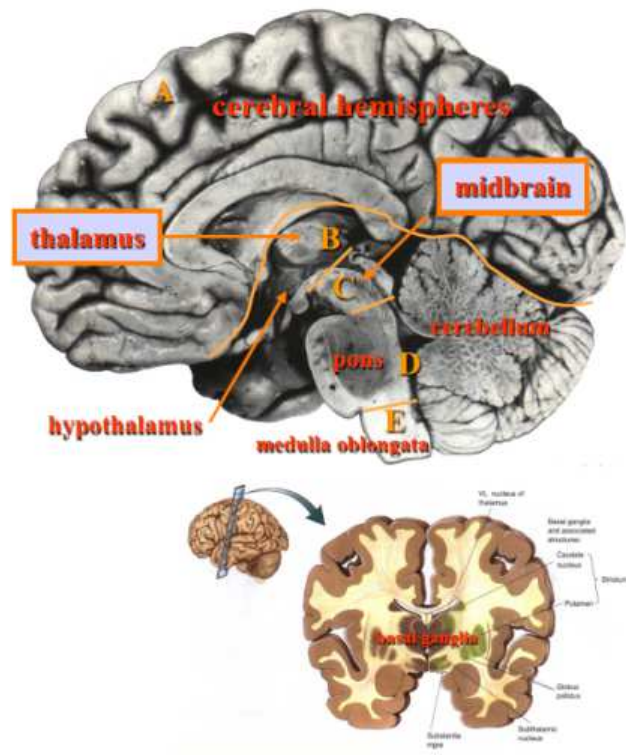 A
cerebral hemispheres
midbrain
thalamus
B
C
cerebellum
pons
D
hypothalamus
E
medulla oblongata
VL nucleus of
thalamus
Basal ganglia
and associated
structures:
Caudate
nucleus
Striatum
Putamen
basal ganglia
Globus
pallidus
Subthalamic
nucleus
Substantia
nigra